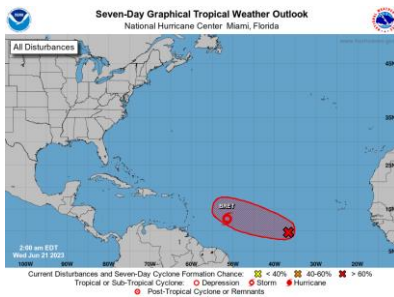 Seven-Day Graphical Tropical Weather Outlook
National Hurricane Center Miami, Florida
All Disturbances
BRET
2:00 am EDT
Wed Jun 21 2023
100W 90W 80W 70W 60W 50W 40W 30W 20W 10W
Current Disturbances and Seven-Day Cyclone Formation Chance: < 40% 40-60% > 60%
Tropical or Sub-Tropical Cyclone: Depression Storm Hurricane
Post-Tropical Cyclone or Remnants